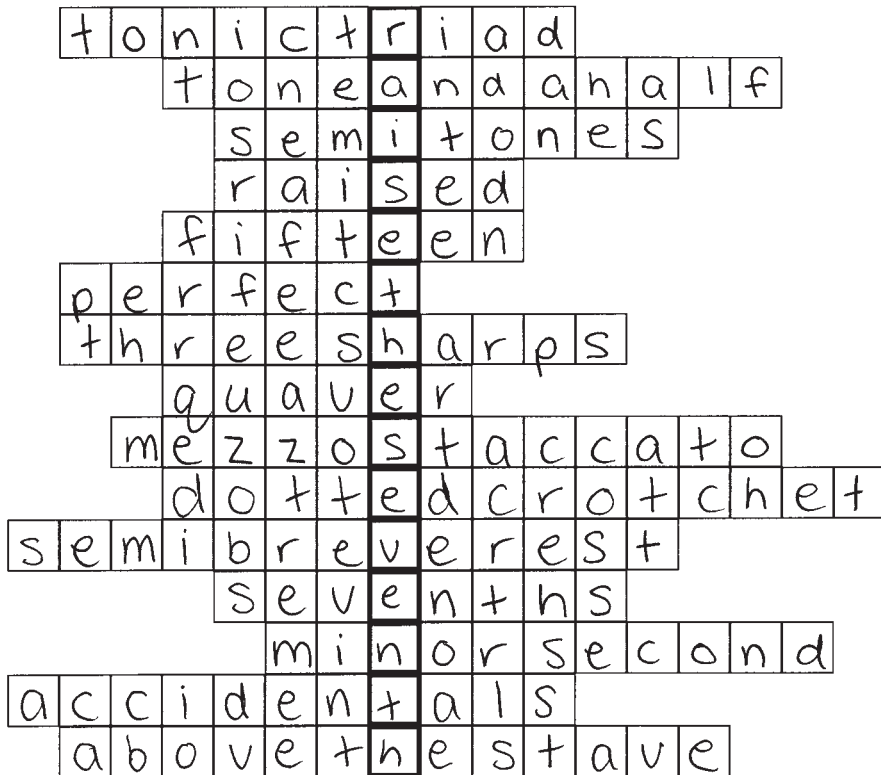 tonictriad
toneandahalf
semitones
raised
fifteen
perfect
threesharps
quaver
mezzostaccato
dottedcrotchet
semibreverest
sevenths
minorsecond
accidentals
abovethestave